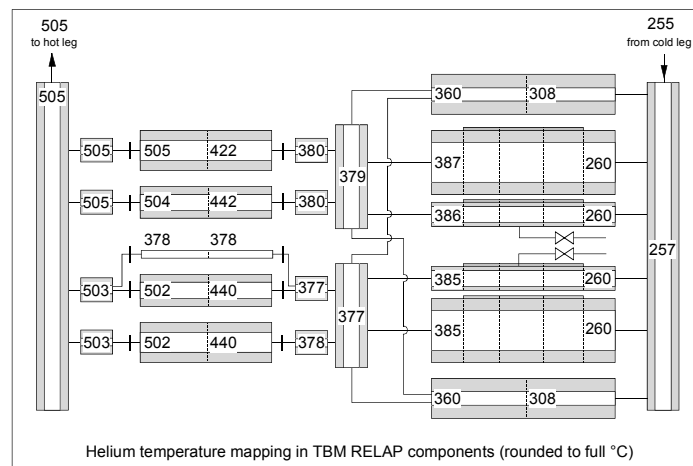 505
to hot leg
255
from cold leg
505
360 308
505 505 422 380
387 260
379
505 504 442 380
386 260
378 378
257
503 502 440 377
385 260
377
503 502 440 378
385 260
360 308
Helium temperature mapping in TBM RELAP components (rounded to full °C)